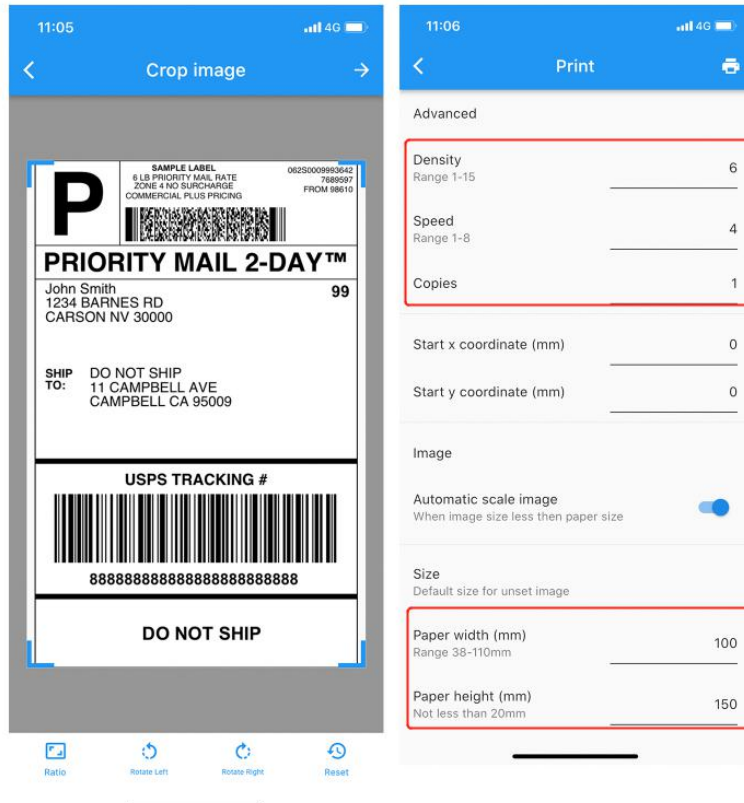 11:05
4G
Crop image
P
SAMPLE LABEL
6 LB PRIORITY MAIL RATE
ZONE 4 NO SURCHARGE
COMMERCIAL PLUS PRICING
062S0009993642
7689597
FROM 98610
PRIORITY MAIL 2-DAY™
John Smith
1234 BARNES RD
CARSON NV 30000
99
SHIP TO:
DO NOT SHIP
11 CAMPBELL AVE
CAMPBELL CA 95009
USPS TRACKING #
88888888888888888888888888
DO NOT SHIP
Ratio
Rotate Left
Rotate Right
Reset
11:06
4G
Print
Advanced
Density 6
Range 1-15
Speed 4
Range 1-8
Copies 1
Start x coordinate (mm) 0
Start y coordinate (mm) 0
Image
Automatic scale image
When image size less then paper size
Size
Default size for unset image
Paper width (mm) 100
Range 38-110mm
Paper height (mm) 150
Not less than 20mm